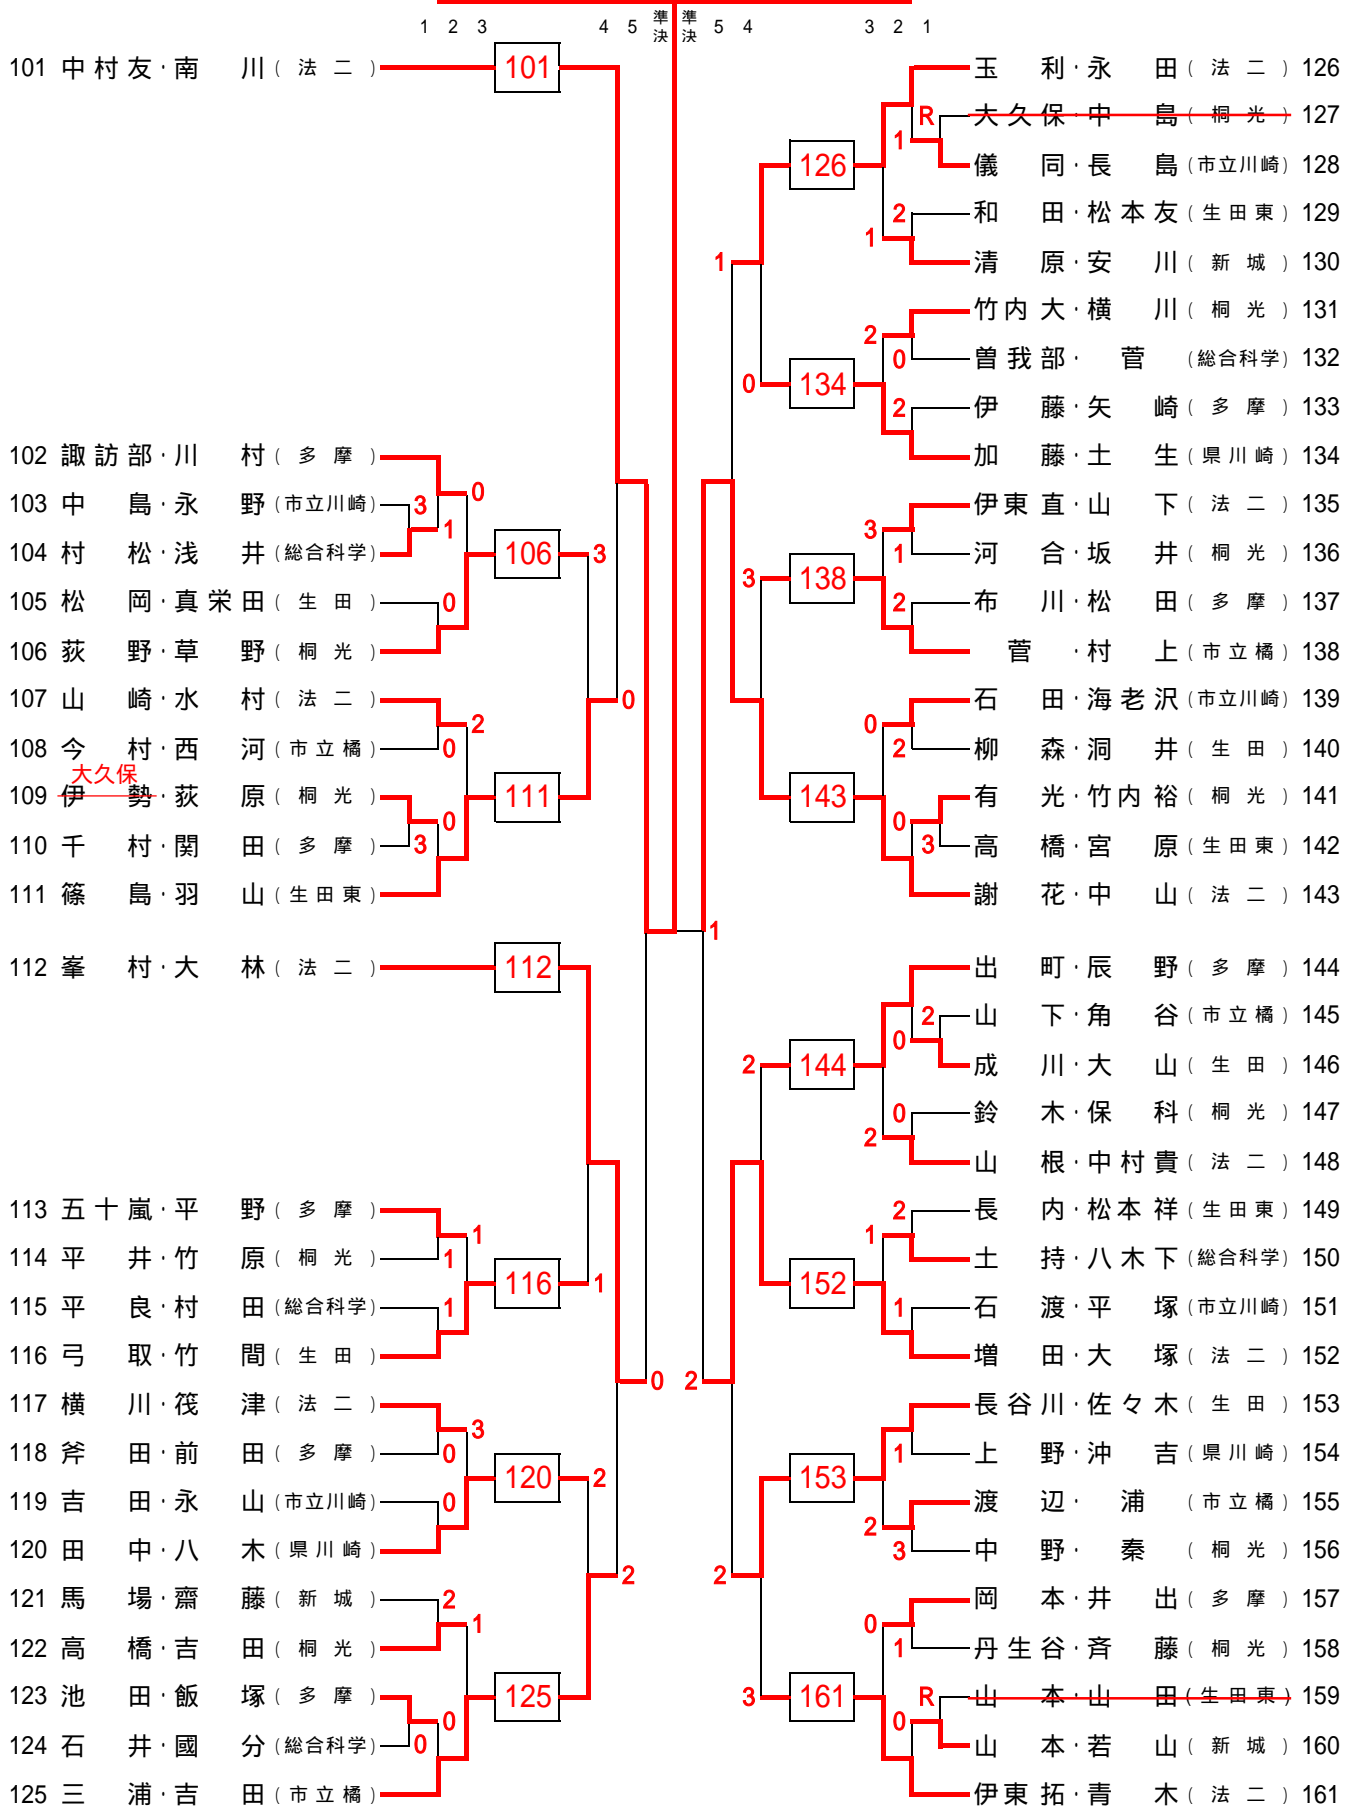 1 2 3 4 5 準決 準決 5 4 3 2 1
101 中村友・南 川 ( 法 二 )
101
102 諏訪部・川 村 ( 多 摩 )
0
103 中 島・永 野 (市立川崎)
3
1
104 村 松・浅 井 (総合科学)
106
3
105 松 岡・真栄田 ( 生 田 )
0
106 荻 野・草 野 ( 桐 光 )
107 山 崎・水 村 ( 法 二 )
2
0
108 今 村・西 河 ( 市立橘 )
0
大久保
109 伊 勢・荻 原 ( 桐 光 )
111
0
110 千 村・関 田 ( 多 摩 )
3
111 篠 島・羽 山 ( 生田東 )
112 峯 村・大 林 ( 法 二 )
112
113 五十嵐・平 野 ( 多 摩 )
1
114 平 井・竹 原 ( 桐 光 )
1
116
1
115 平 良・村 田 (総合科学)
1
116 弓 取・竹 間 ( 生 田 )
0
117 横 川・筏 津 ( 法 二 )
3
118 斧 田・前 田 ( 多 摩 )
0
120
2
119 吉 田・永 山 (市立川崎)
0
120 田 中・八 木 ( 県川崎 )
2
121 馬 場・齋 藤 ( 新 城 )
2
1
122 高 橋・吉 田 ( 桐 光 )
123 池 田・飯 塚 ( 多 摩 )
125
0
124 石 井・國 分 (総合科学)
0
125 三 浦・吉 田 ( 市立橘 )
玉 利・永 田 ( 法 二 ) 126
R
大久保・中 島 ( 桐 光 ) 127
1
126
儀 同・長 島 (市立川崎) 128
2
和 田・松本友 ( 生田東 ) 129
1
1
清 原・安 川 ( 新 城 ) 130
竹内大・横 川 ( 桐 光 ) 131
2
0
曽我部・ 菅 (総合科学) 132
0
134
2
伊 藤・矢 崎 ( 多 摩 ) 133
加 藤・土 生 ( 県川崎 ) 134
伊東直・山 下 ( 法 二 ) 135
3
1
河 合・坂 井 ( 桐 光 ) 136
3
138
2
布 川・松 田 ( 多 摩 ) 137
菅 ・村 上 ( 市立橘 ) 138
石 田・海老沢 (市立川崎) 139
0
2
柳 森・洞 井 ( 生 田 ) 140
143
有 光・竹内裕 ( 桐 光 ) 141
0
3
高 橋・宮 原 ( 生田東 ) 142
謝 花・中 山 ( 法 二 ) 143
1
出 町・辰 野 ( 多 摩 ) 144
2
山 下・角 谷 ( 市立橘 ) 145
0
2
144
成 川・大 山 ( 生 田 ) 146
0
鈴 木・保 科 ( 桐 光 ) 147
2
山 根・中村貴 ( 法 二 ) 148
2
長 内・松本祥 ( 生田東 ) 149
1
土 持・八木下 (総合科学) 150
152
1
石 渡・平 塚 (市立川崎) 151
増 田・大 塚 ( 法 二 ) 152
2
長谷川・佐々木 ( 生 田 ) 153
1
上 野・沖 吉 ( 県川崎 ) 154
153
渡 辺・ 浦 ( 市立橘 ) 155
2
3
中 野・ 秦 ( 桐 光 ) 156
2
岡 本・井 出 ( 多 摩 ) 157
0
1
丹生谷・斉 藤 ( 桐 光 ) 158
3
161
R
山 本・山 田 ( 生田東 ) 159
0
山 本・若 山 ( 新 城 ) 160
伊東拓・青 木 ( 法 二 ) 161